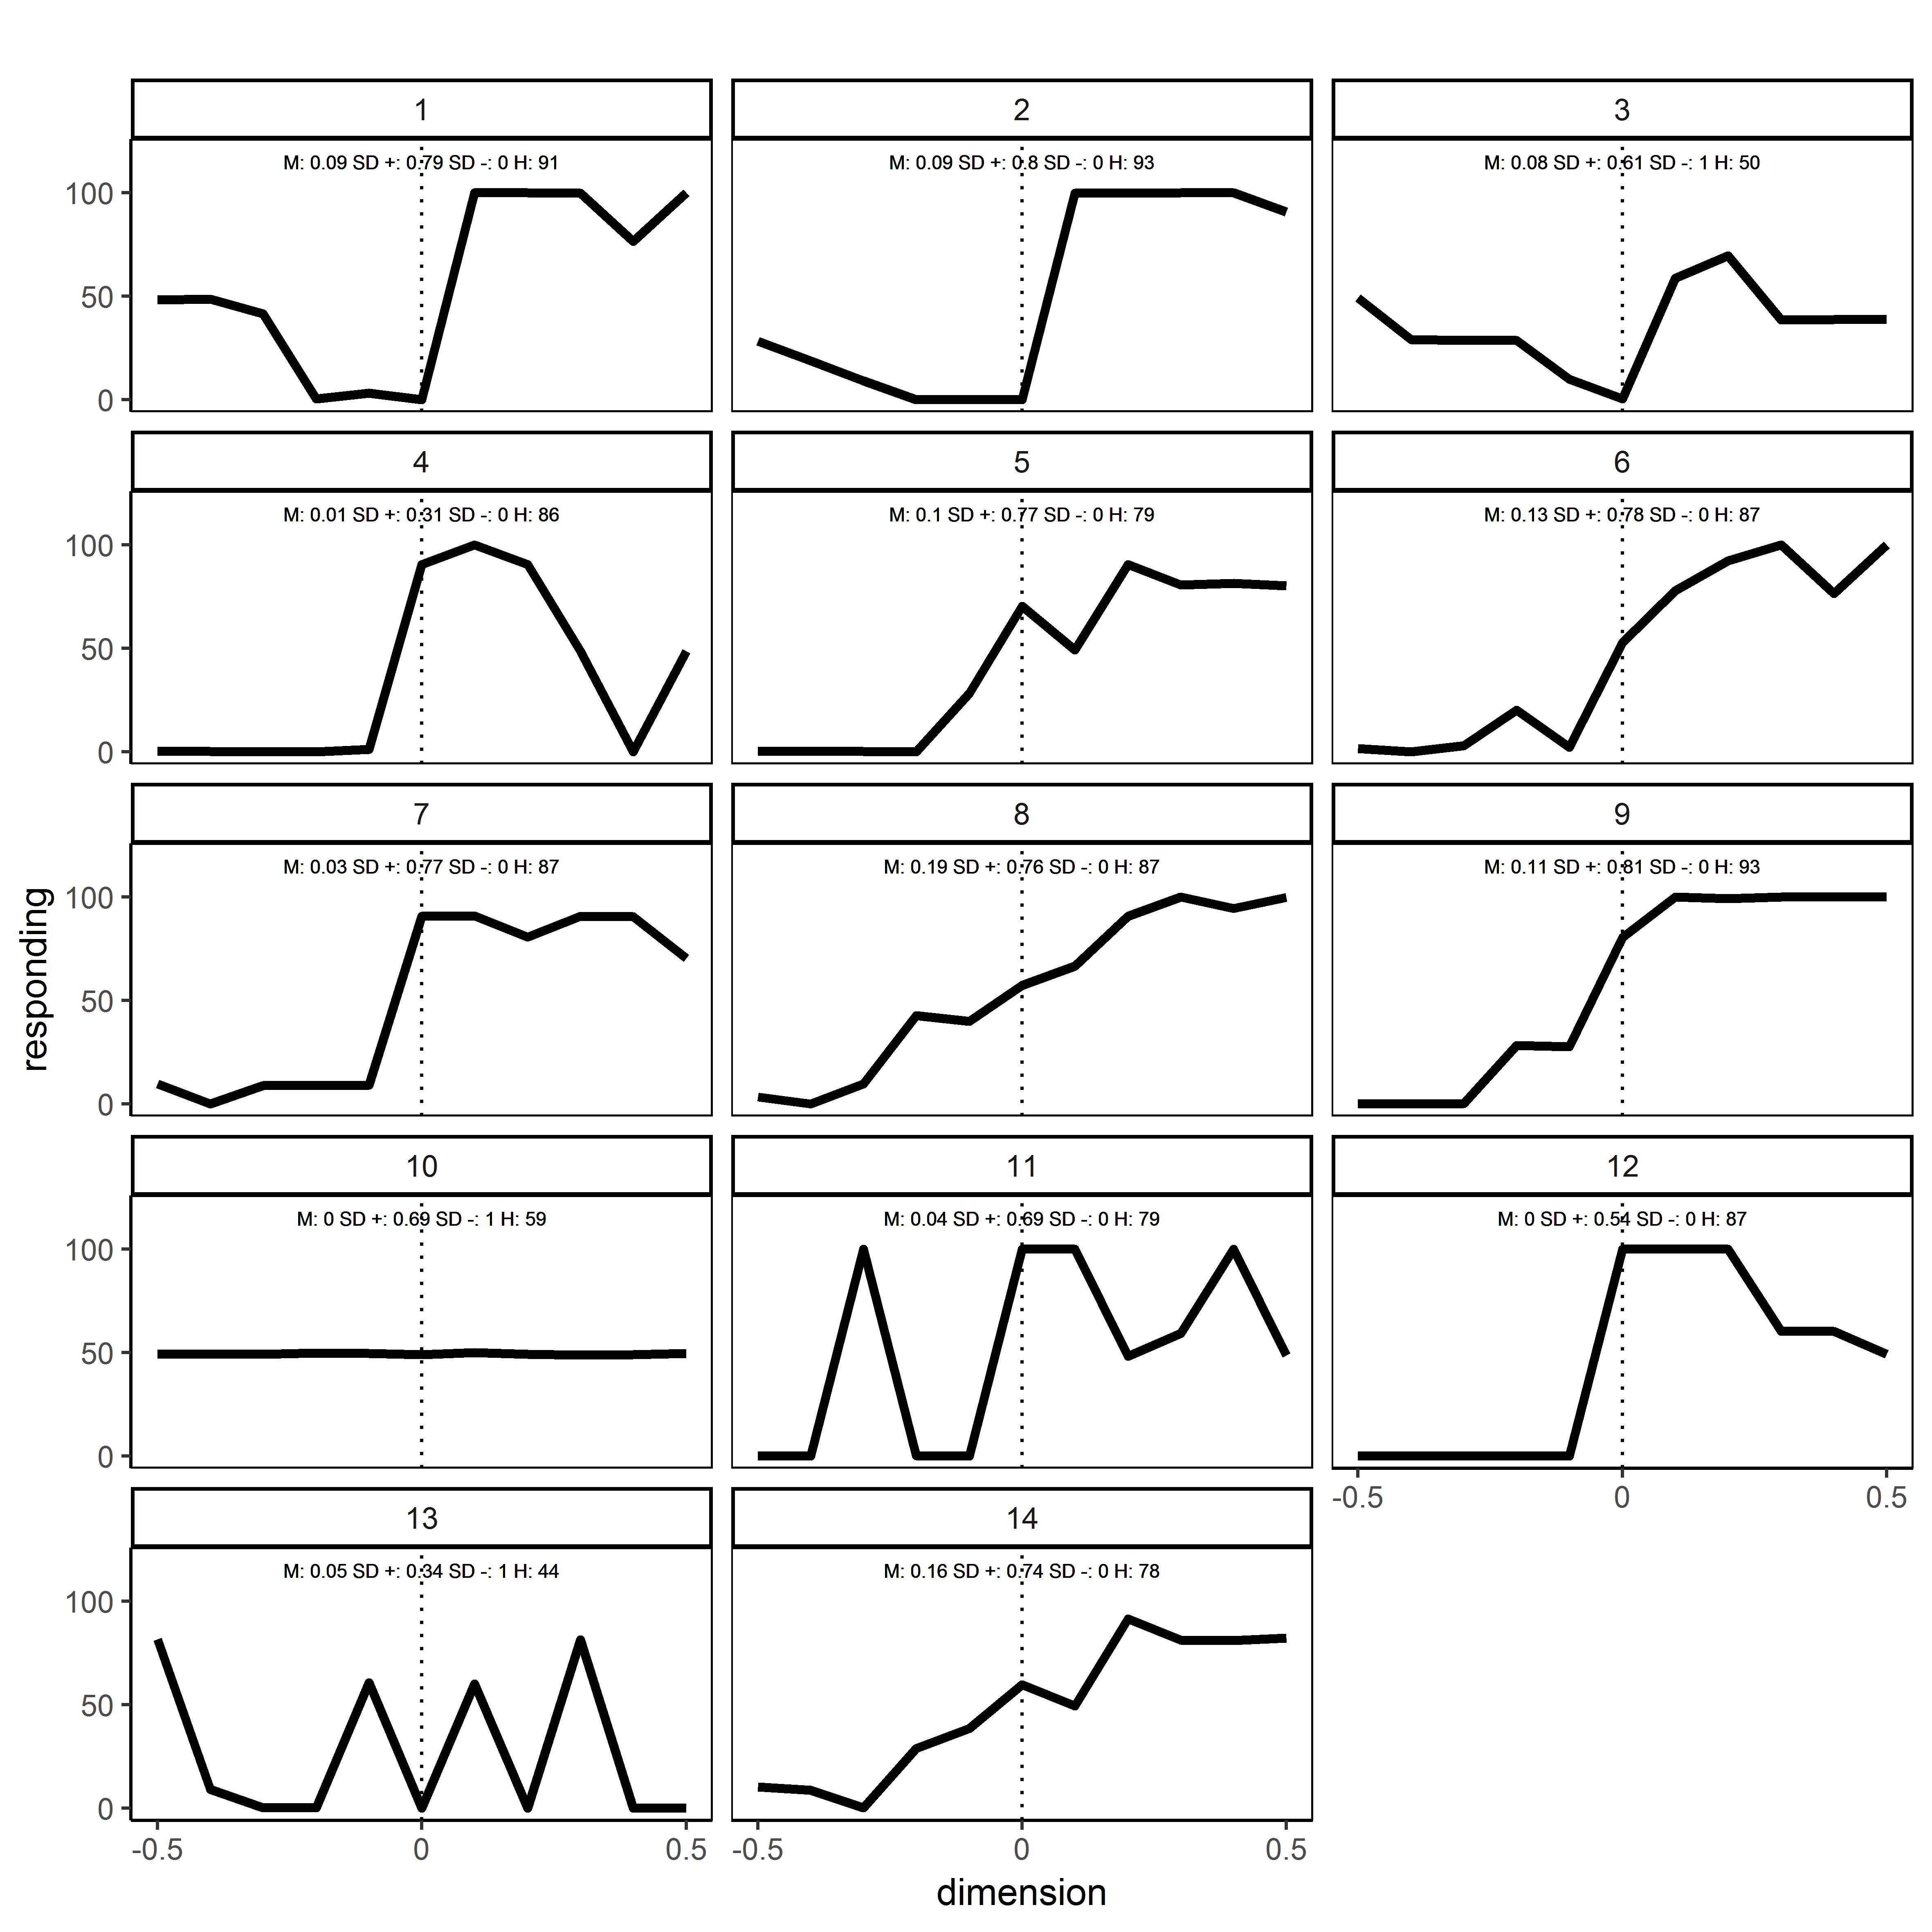 1
2
3
M: 0.09 SD +: 0.79 SD -: 0 H: 91
M: 0.09 SD +: 0.8 SD -: 0 H: 93
M: 0.08 SD +: 0.61 SD -: 1 H: 50
100
50
0
4
5
6
M: 0.01 SD +: 0.31 SD -: 0 H: 86
M: 0.1 SD +: 0.77 SD -: 0 H: 79
M: 0.13 SD +: 0.78 SD -: 0 H: 87
100
50
0
7
8
9
M: 0.03 SD +: 0.77 SD -: 0 H: 87
M: 0.19 SD +: 0.76 SD -: 0 H: 87
M: 0.11 SD +: 0.81 SD -: 0 H: 93
responding
100
50
0
10
11
12
M: 0 SD +: 0.69 SD -: 1 H: 59
M: 0.04 SD +: 0.69 SD -: 0 H: 79
M: 0 SD +: 0.54 SD -: 0 H: 87
100
50
0
-0.5 0 0.5
13
14
M: 0.05 SD +: 0.34 SD -: 1 H: 44
M: 0.16 SD +: 0.74 SD -: 0 H: 78
100
50
0
-0.5 0 0.5
-0.5 0 0.5
dimension